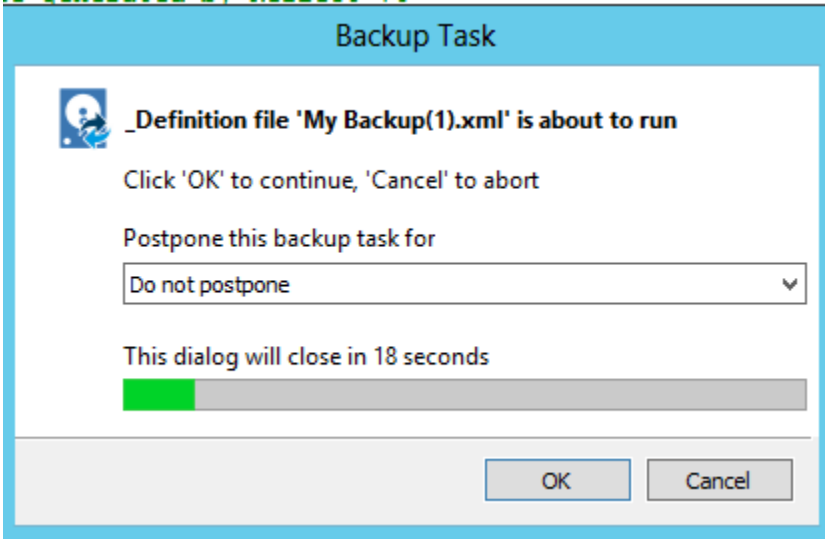 Backup Task
_Definition file 'My Backup(1).xml' is about to run
Click 'OK' to continue, 'Cancel' to abort
Postpone this backup task for
Do not postpone
This dialog will close in 18 seconds
OK
Cancel